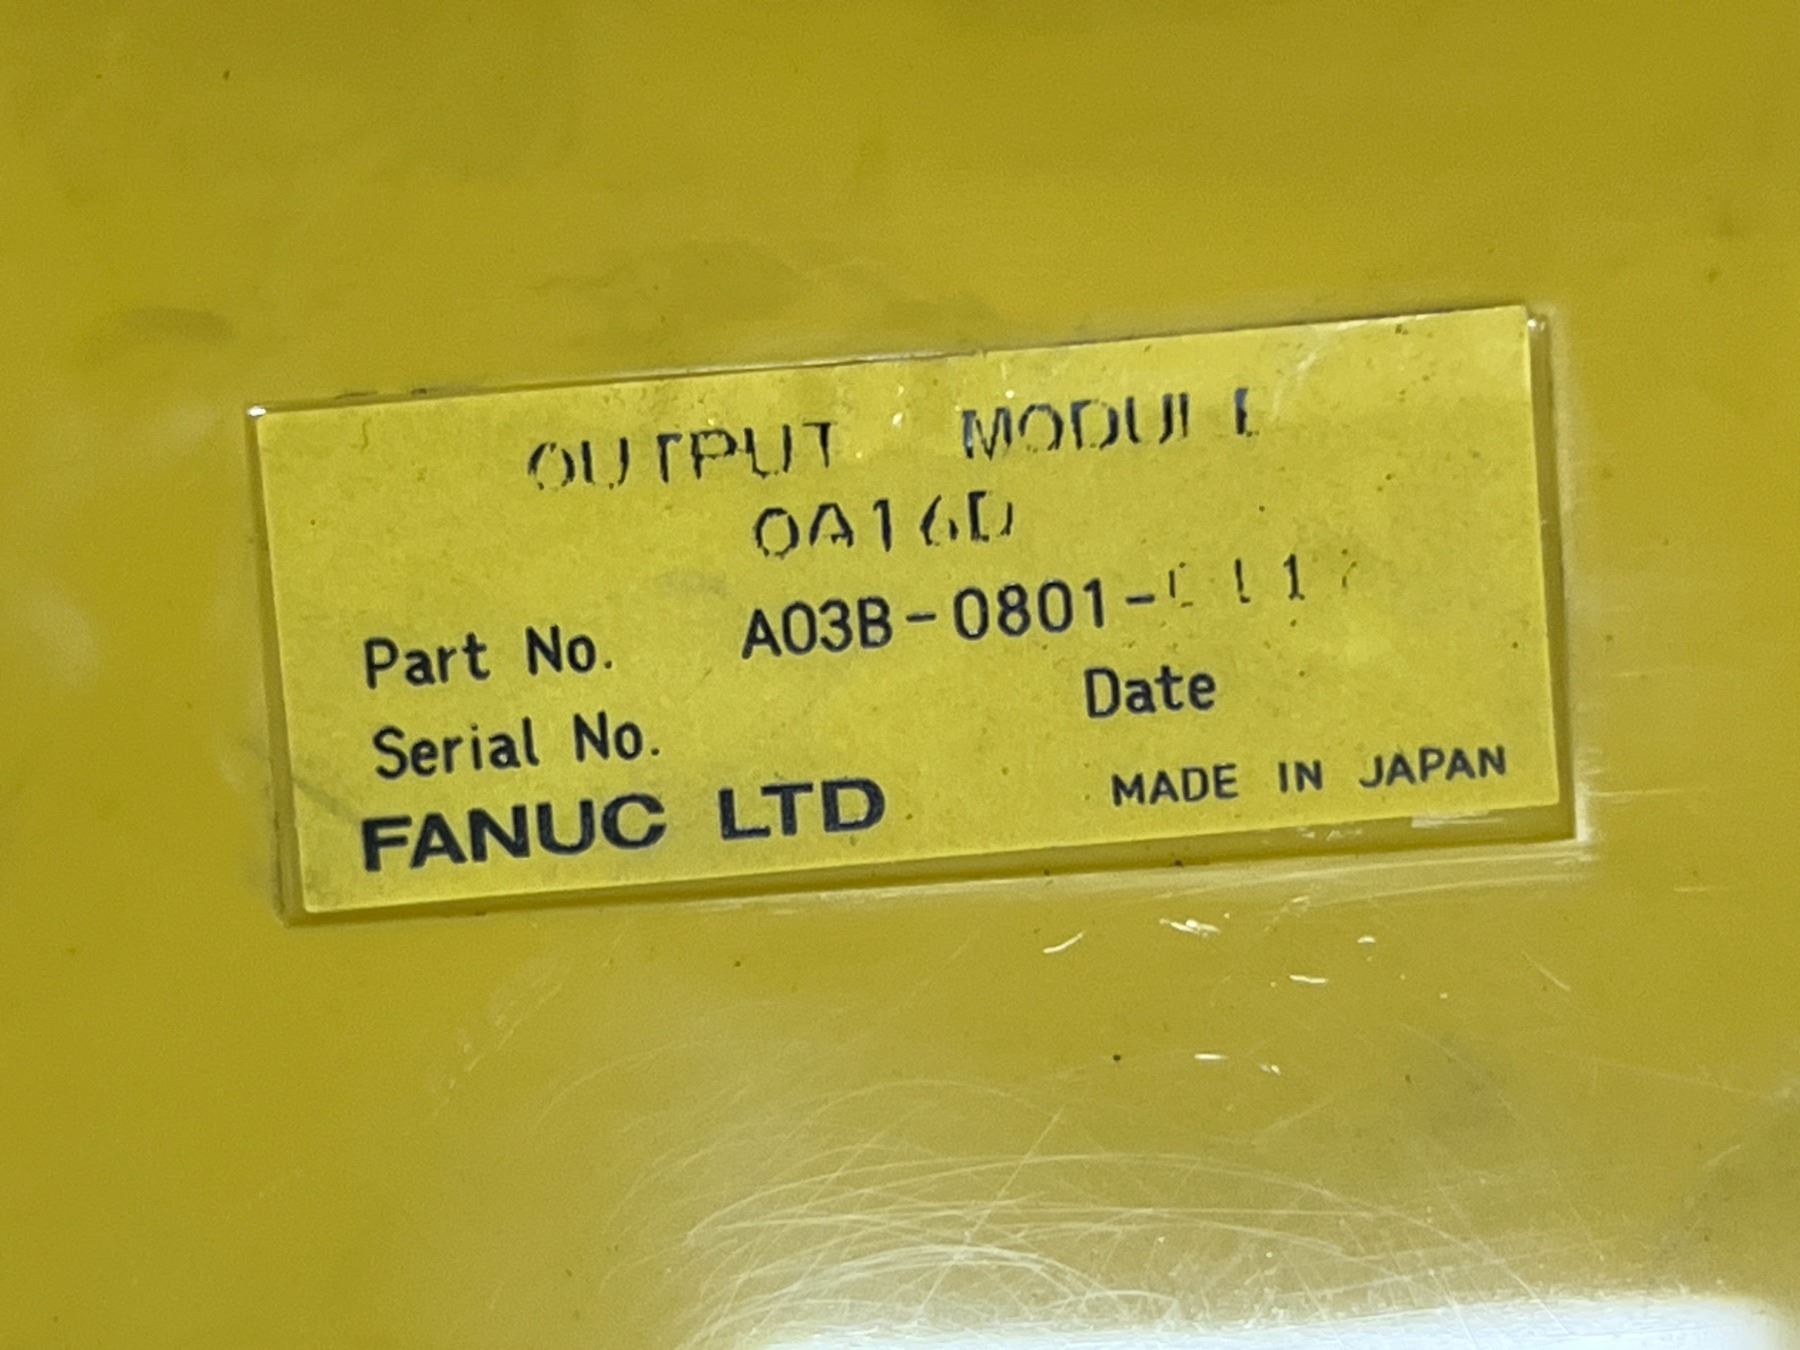 OUTPUT MODULE
OA16D
Part No. A03B-0801-
Serial No. Date
FANUC LTD MADE IN JAPAN